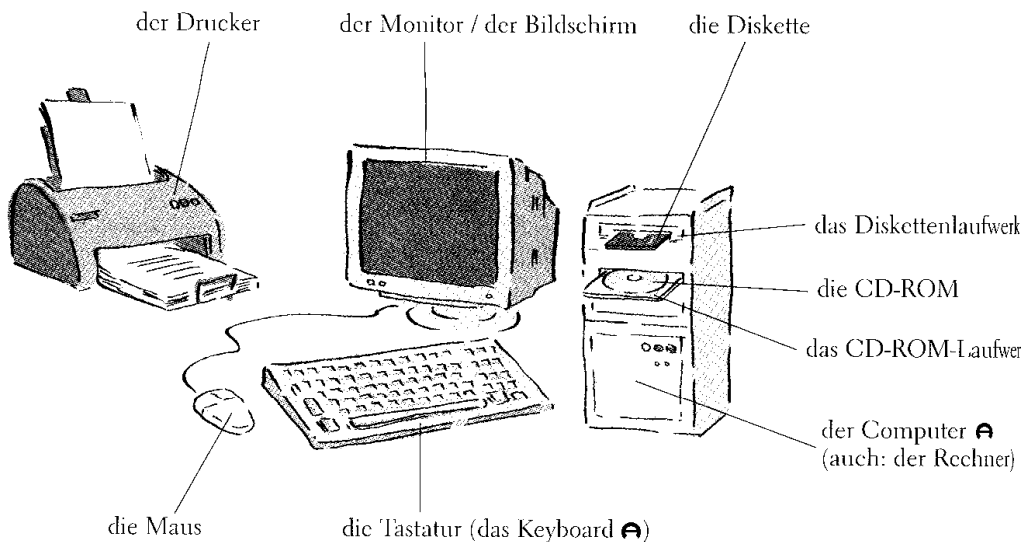 der Drucker
der Monitor / der Bildschirm
die Diskette
das Diskettenlaufwerk
die CD-ROM
das CD-ROM-Laufwer
der Computer A
(auch: der Rechner)
die Maus
die Tastatur (das Keyboard A)